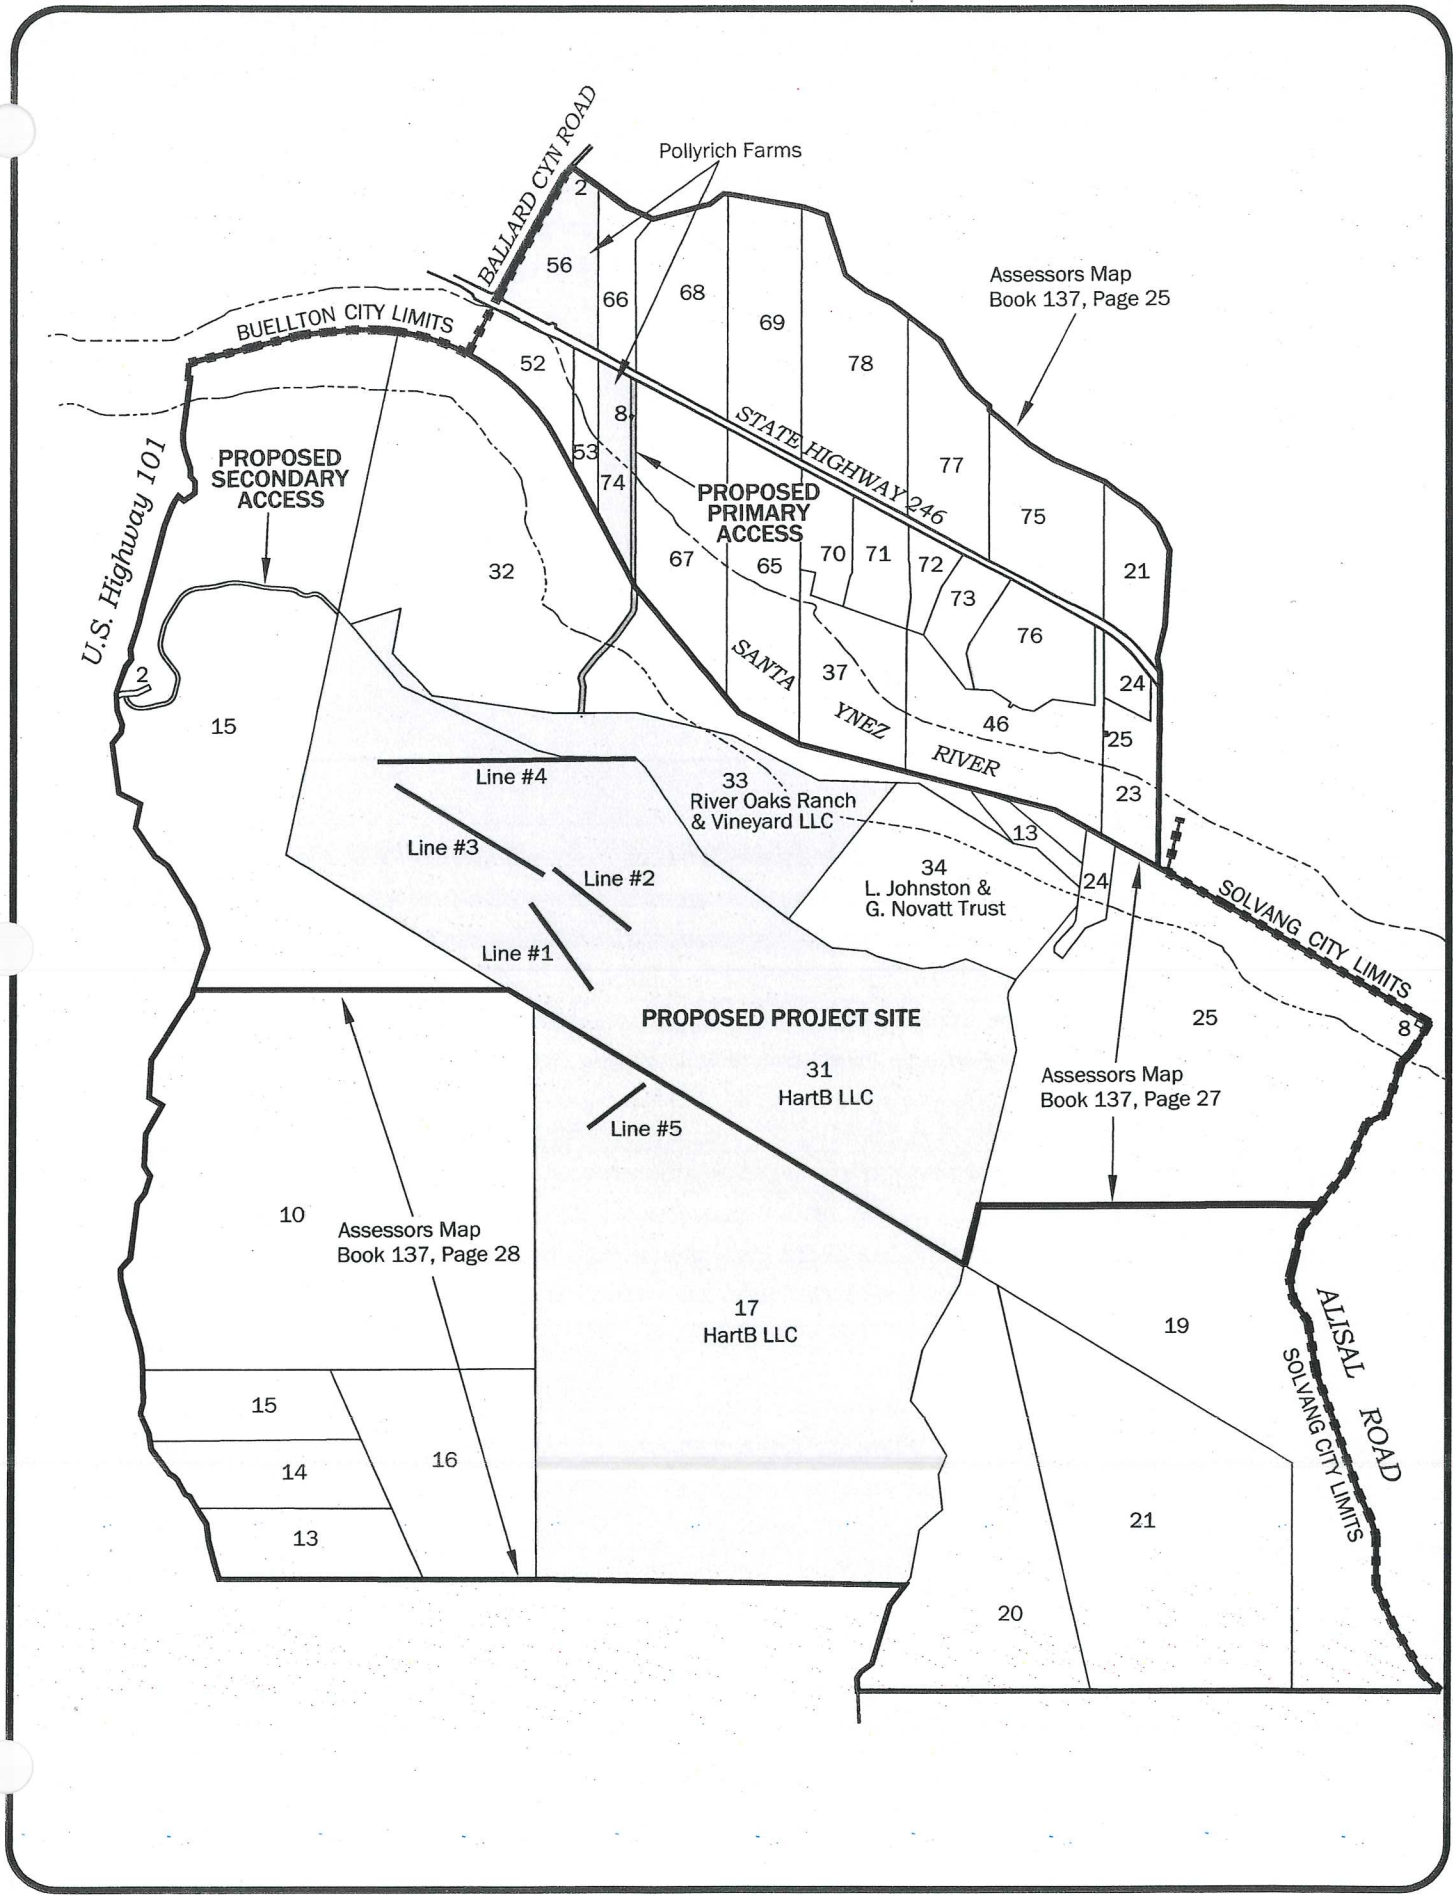 BALLARD CYN ROAD
Pollyrich Farms
2
56
66
68
69
78
Assessors Map
Book 137, Page 25
BUELLTON CITY LIMITS
52
8
53
74
STATE HIGHWAY 246
77
75
21
U.S. Highway 101
PROPOSED
SECONDARY
ACCESS
PROPOSED
PRIMARY
ACCESS
32
67
65
70
71
72
73
76
24
2
15
SANTA
YNEZ
RIVER
37
46
25
23
Line #4
33
River Oaks Ranch
& Vineyard LLC
Line #3
Line #2
Line #1
13
34
L. Johnston &
G. Novatt Trust
24
SOLVANG CITY LIMITS
PROPOSED PROJECT SITE
25
8
31
HartB LLC
Assessors Map
Book 137, Page 27
Line #5
10
Assessors Map
Book 137, Page 28
17
HartB LLC
19
ALISAL ROAD
SOLVANG CITY LIMITS
15
14
16
13
21
20